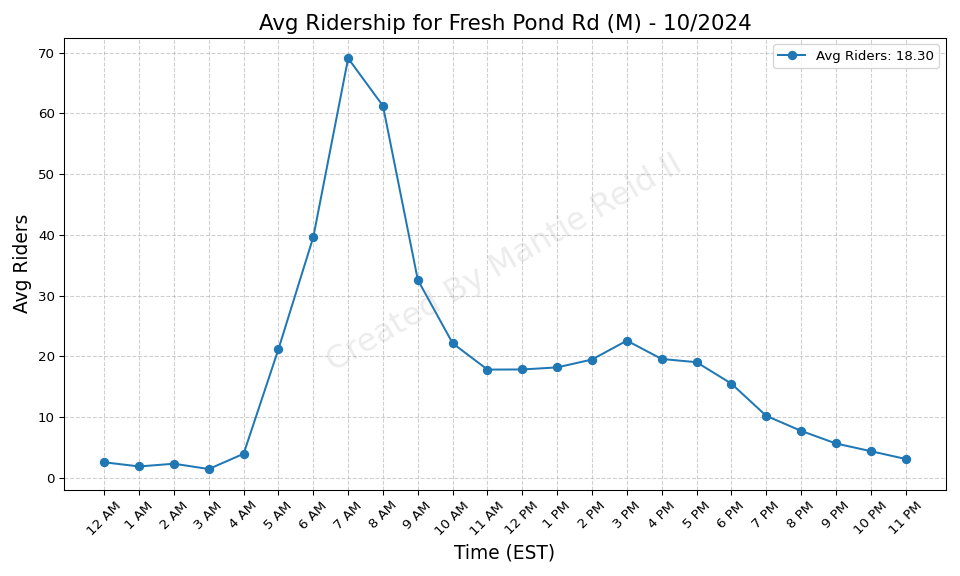 Avg Ridership for Fresh Pond Rd (M) - 10/2024
Avg Riders: 18.30
70
60
50
40
30
20
10
0
Avg Riders
Created By Mantie Reid II
12 AM
1 AM
2 AM
3 AM
4 AM
5 AM
6 AM
7 AM
8 AM
9 AM
10 AM
11 AM
12 PM
1 PM
2 PM
3 PM
4 PM
5 PM
6 PM
7 PM
8 PM
9 PM
10 PM
11 PM
Time (EST)